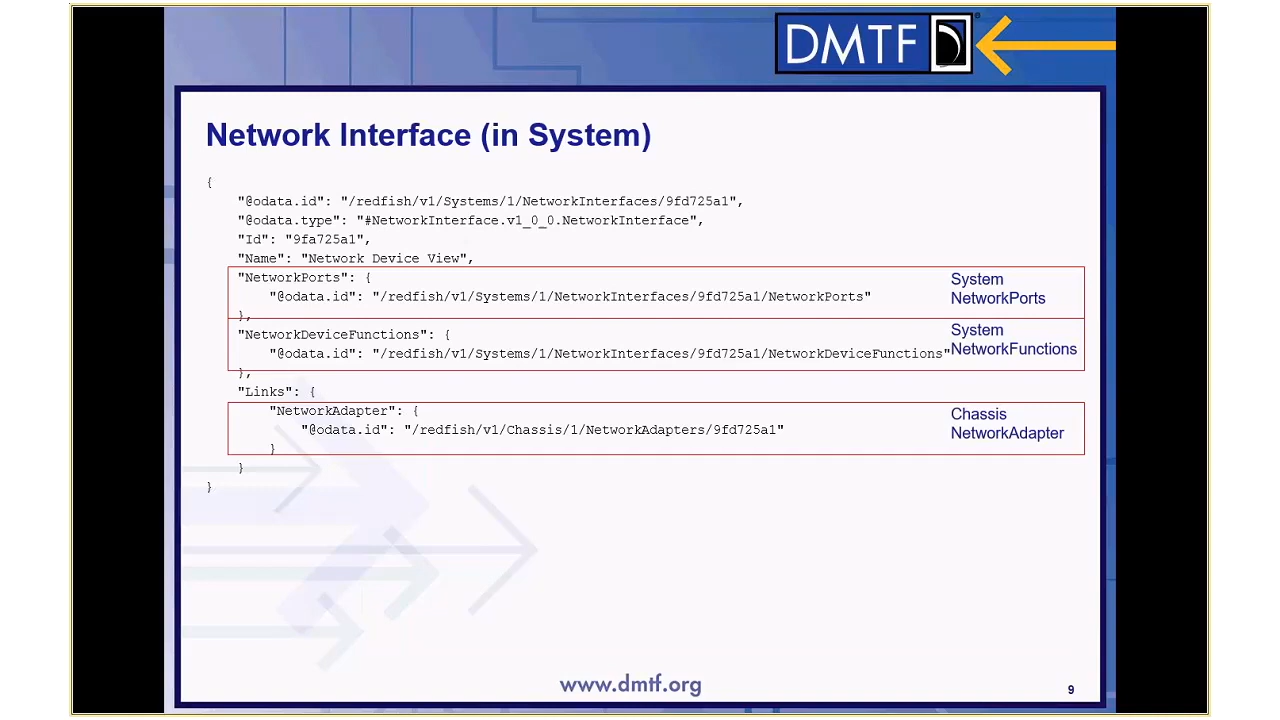 DMTF
Network Interface (in System)
{
"@odata.id": "/redfish/v1/Systems/1/NetworkInterfaces/9fd725a1",
"@odata.type": "#NetworkInterface.v1_0_0.NetworkInterface",
"Id": "9fa725a1",
"Name": "Network Device View",
"NetworkPorts": {
"@odata.id": "/redfish/v1/Systems/1/NetworkInterfaces/9fd725a1/NetworkPorts"
},
System
NetworkPorts
"NetworkDeviceFunctions": {
"@odata.id": "/redfish/v1/Systems/1/NetworkInterfaces/9fd725a1/NetworkDeviceFunctions"
},
System
NetworkFunctions
"Links": {
"NetworkAdapter": {
"@odata.id": "/redfish/v1/Chassis/1/NetworkAdapters/9fd725a1"
}
Chassis
NetworkAdapter
}
}
www.dmtf.org
9